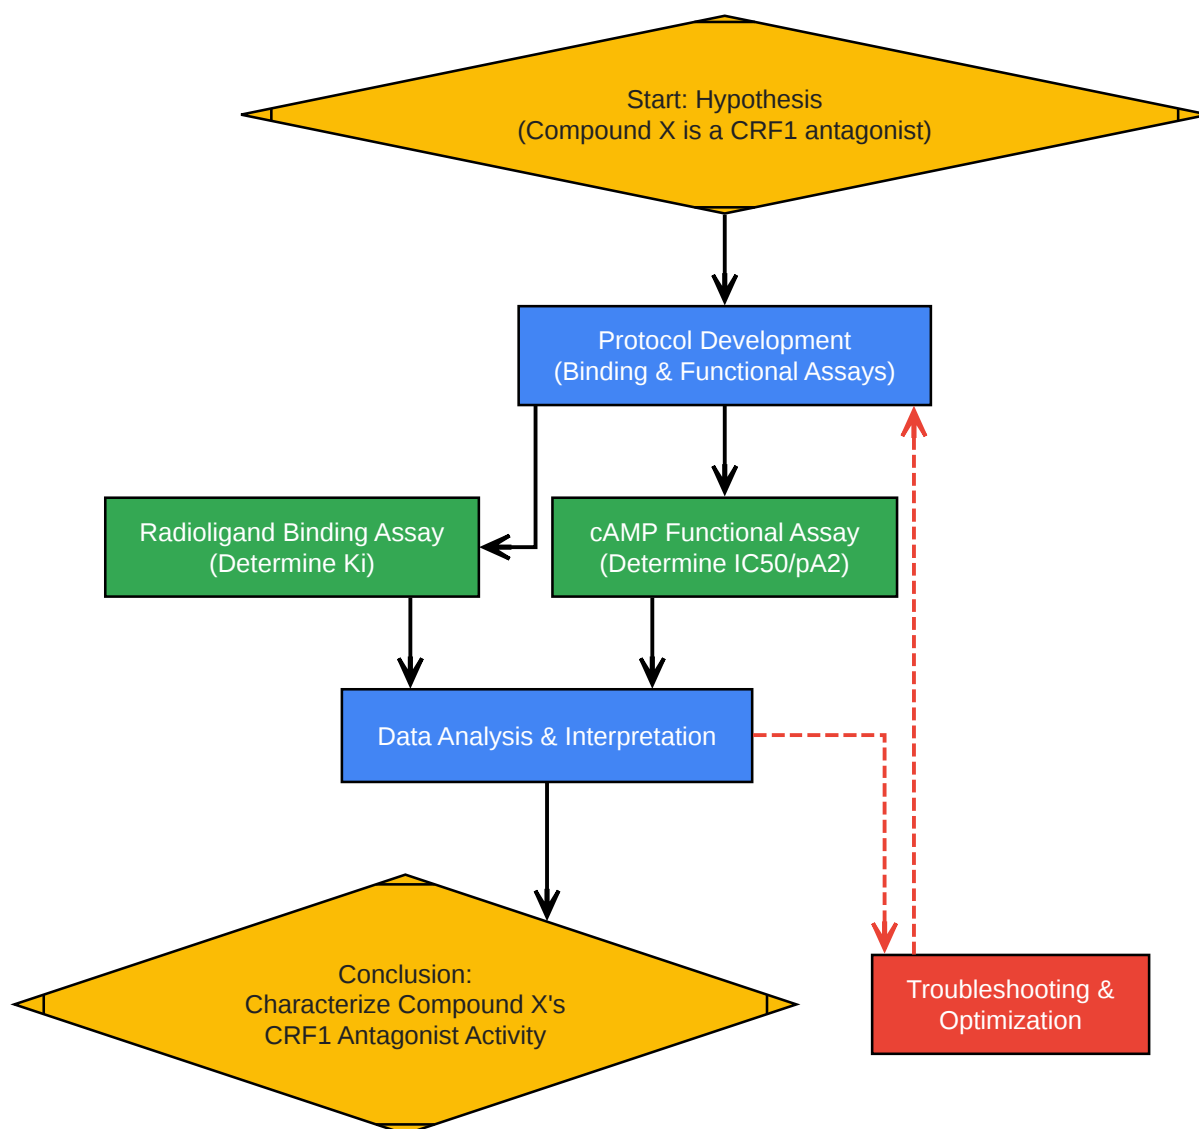 Start: Hypothesis
(Compound X is a CRF1 antagonist)
Protocol Development
(Binding & Functional Assays)
Radioligand Binding Assay
(Determine Ki)
cAMP Functional Assay
(Determine IC50/pA2)
Data Analysis & Interpretation
Conclusion:
Characterize Compound X's
CRF1 Antagonist Activity
Troubleshooting &
Optimization